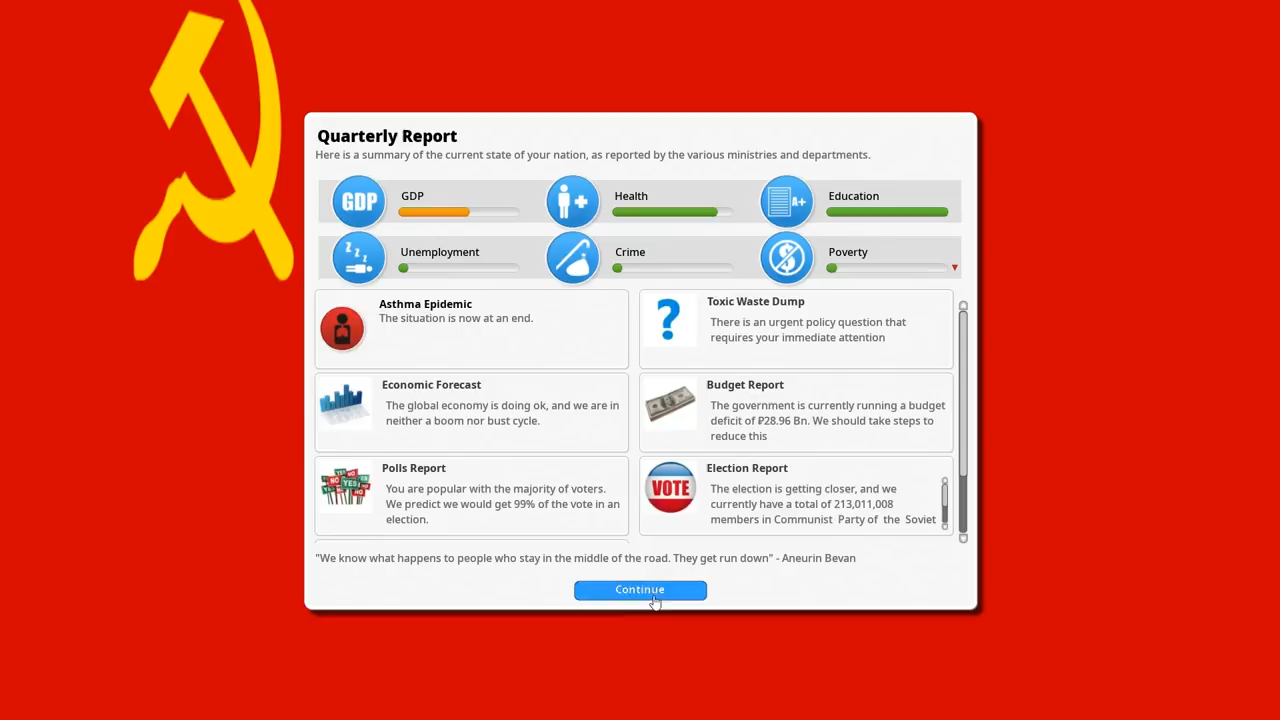 Quarterly Report
Here is a summary of the current state of your nation, as reported by the various ministries and departments.
GDP
GDP
Health
A+
Education
z z z
Unemployment
Crime
$
Poverty
Asthma Epidemic
The situation is now at an end.
?
Toxic Waste Dump
There is an urgent policy question that
requires your immediate attention
Economic Forecast
The global economy is doing ok, and we are in
neither a boom nor bust cycle.
Budget Report
The government is currently running a budget
deficit of ₽28.96 Bn. We should take steps to
reduce this
YES
NO
YES
NO
Polls Report
You are popular with the majority of voters.
We predict we would get 99% of the vote in an
election.
VOTE
Election Report
The election is getting closer, and we
currently have a total of 213,011,008
members in Communist Party of the Soviet
"We know what happens to people who stay in the middle of the road. They get run down" - Aneurin Bevan
Continue